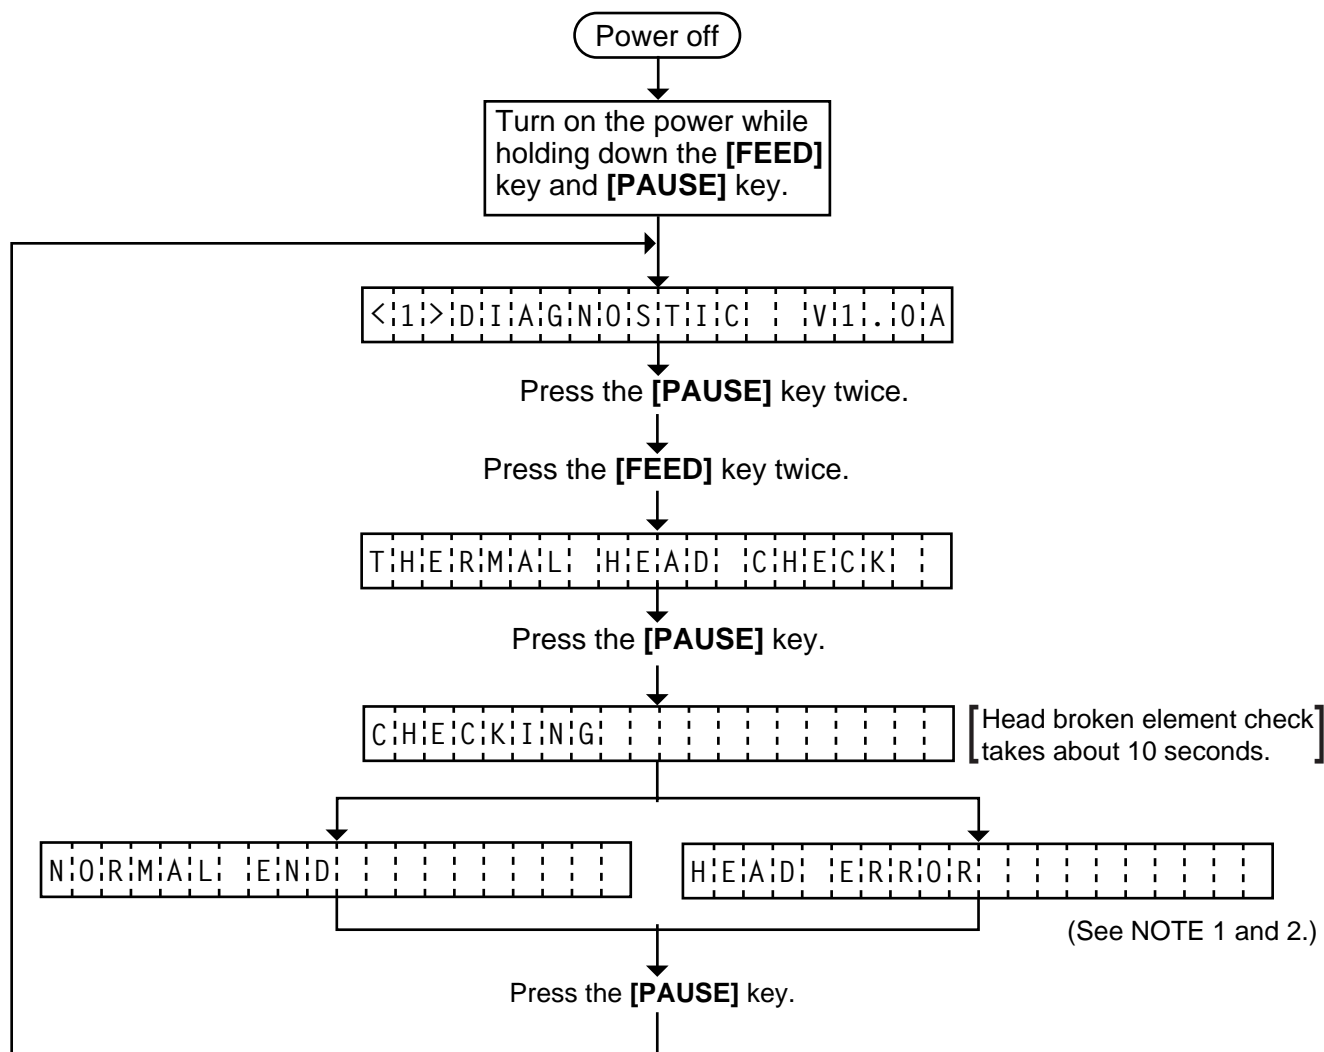 Power off
Turn on the power while
holding down the [FEED]
key and [PAUSE] key.
<1>DIAGNOSTIC  V1.0A
Press the [PAUSE] key twice.
Press the [FEED] key twice.
THERMAL HEAD CHECK
Press the [PAUSE] key.
CHECKING
[Head broken element check
takes about 10 seconds.]
NORMAL END
HEAD ERROR
(See NOTE 1 and 2.)
Press the [PAUSE] key.